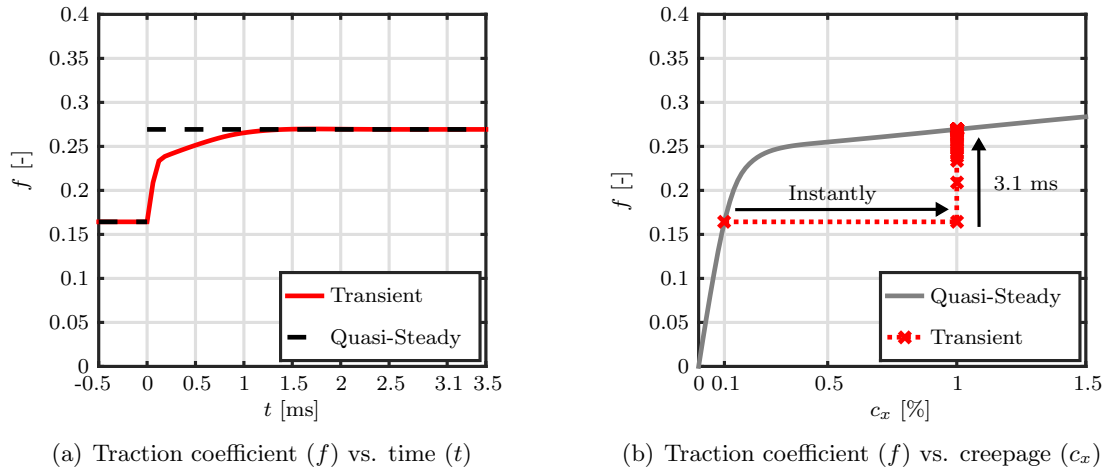 0.4
0.35
0.3
0.25
0.2
0.15
0.1
0.05
0
f [-]
-0.5 0 0.5 1 1.5 2 2.5 3.1 3.5
t [ms]
Transient
Quasi-Steady
(a) Traction coefficient (f) vs. time (t)
0.4
0.35
0.3
0.25
0.2
0.15
0.1
0.05
0
f [-]
Instantly
3.1 ms
Quasi-Steady
Transient
0 0.1 0.5 1 1.5
c_x [%]
(b) Traction coefficient (f) vs. creepage (c_x)